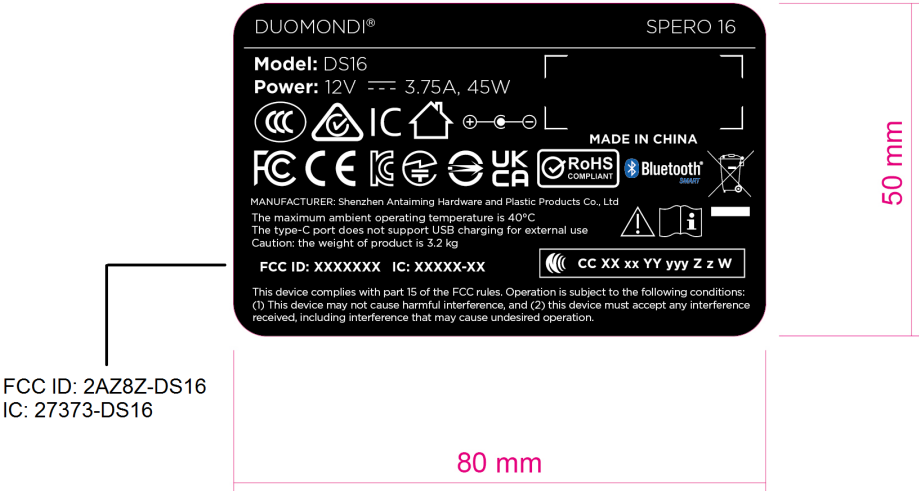 DUOMONDI® SPERO 16
Model: DS16
Power: 12V 3.75A, 45W
CCC IC
MADE IN CHINA
FC CE KC UK CA RoHS COMPLIANT Bluetooth® SMART
MANUFACTURER: Shenzhen Antaiming Hardware and Plastic Products Co., Ltd
The maximum ambient operating temperature is 40°C
The type-C port does not support USB charging for external use
Caution: the weight of product is 3.2 kg
FCC ID: XXXXXXX IC: XXXXX-XX CC XX xx YY yyy Z z W
This device complies with part 15 of the FCC rules. Operation is subject to the following conditions:
(1) This device may not cause harmful interference, and (2) this device must accept any interference
received, including interference that may cause undesired operation.
FCC ID: 2AZ8Z-DS16
IC: 27373-DS16
50 mm
80 mm